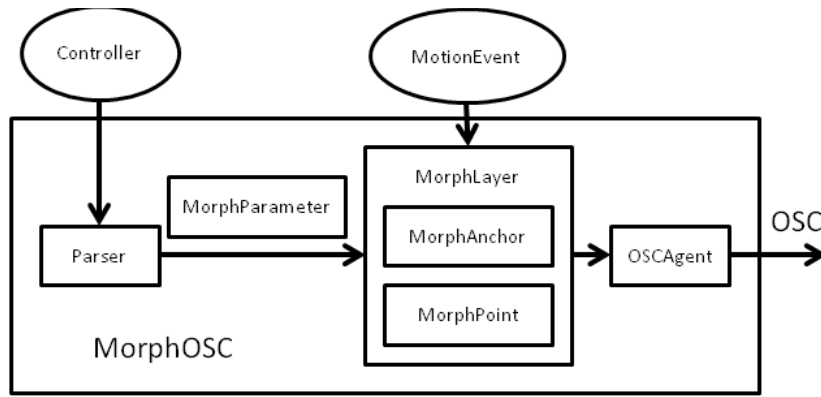 Controller
MotionEvent
MorphLayer
MorphParameter
MorphAnchor
OSC
Parser
OSCAgent
MorphPoint
MorphOSC